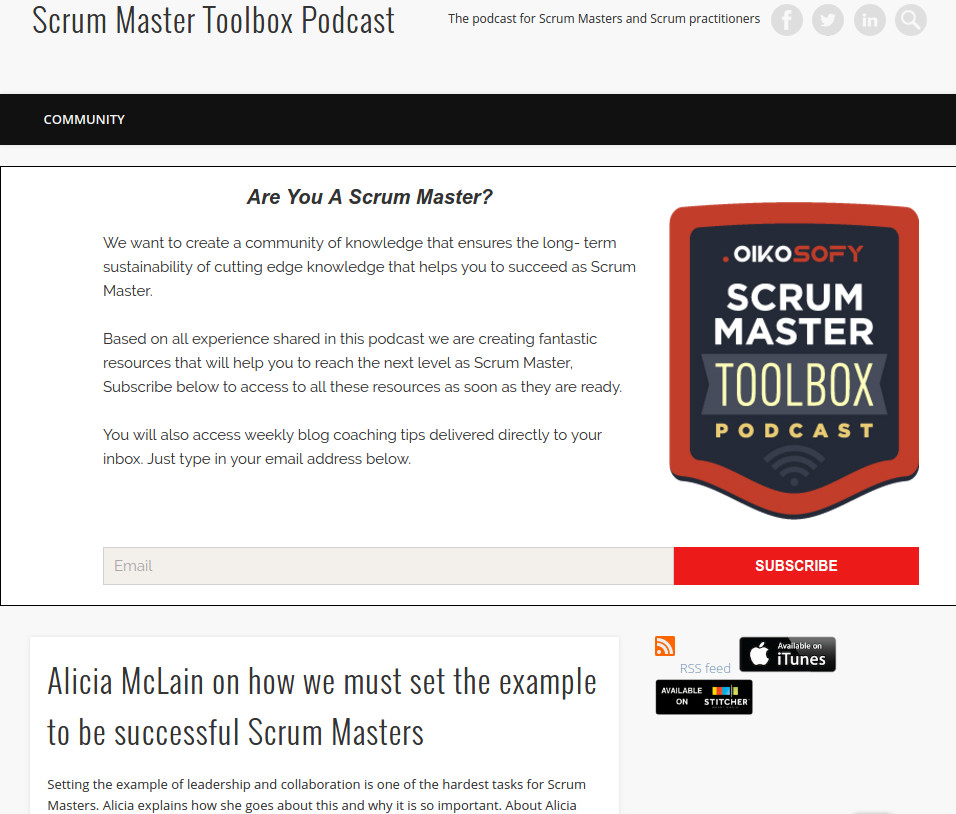 Scrum Master Toolbox Podcast
The podcast for Scrum Masters and Scrum practitioners
COMMUNITY
Are You A Scrum Master?
We want to create a community of knowledge that ensures the long- term
sustainability of cutting edge knowledge that helps you to succeed as Scrum
Master.
Based on all experience shared in this podcast we are creating fantastic
resources that will help you to reach the next level as Scrum Master,
Subscribe below to access to all these resources as soon as they are ready.
You will also access weekly blog coaching tips delivered directly to your
inbox. Just type in your email address below.
.OIKOSOFY
SCRUM
MASTER
TOOLBOX
PODCAST
Email
SUBSCRIBE
Alicia McLain on how we must set the example
to be successful Scrum Masters
Setting the example of leadership and collaboration is one of the hardest tasks for Scrum
Masters. Alicia explains how she goes about this and why it is so important. About Alicia
RSS feed
Available on
iTunes
AVAILABLE
ON
STITCHER